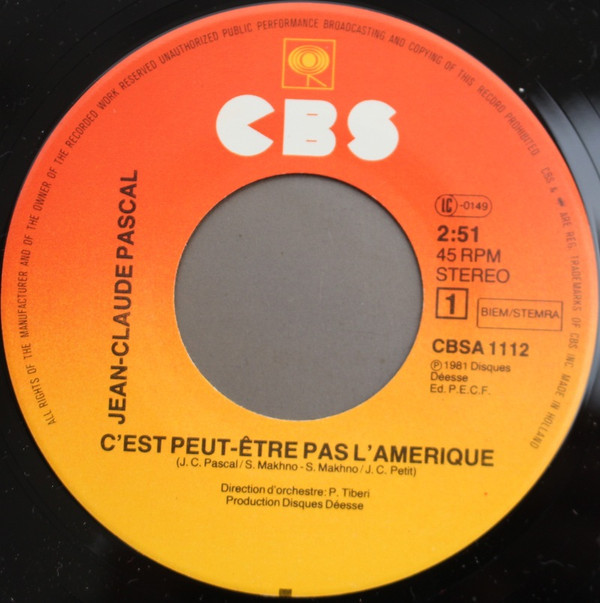 ALL RIGHTS OF THE MANUFACTURER AND OF THE OWNER OF THE RECORDED WORK RESERVED UNAUTHORIZED PUBLIC PERFORMANCE BROADCASTING AND COPYING OF THIS RECORD PROHIBITED
CBS & ARE REG. TRADEMARKS OF CBS INC. MADE IN HOLLAND
CBS
JEAN-CLAUDE PASCAL
LC-0149
2:51
45 RPM
STEREO
1
BIEM/STEMRA
CBSA 1112
℗ 1981 Disques
Déesse
Ed. P.E.C.F.
C'EST PEUT-ÊTRE PAS L'AMERIQUE
(J. C. Pascal / S. Makhno - S. Makhno / J. C. Petit)
Direction d'orchestre: P. Tiberi
Production Disques Déesse